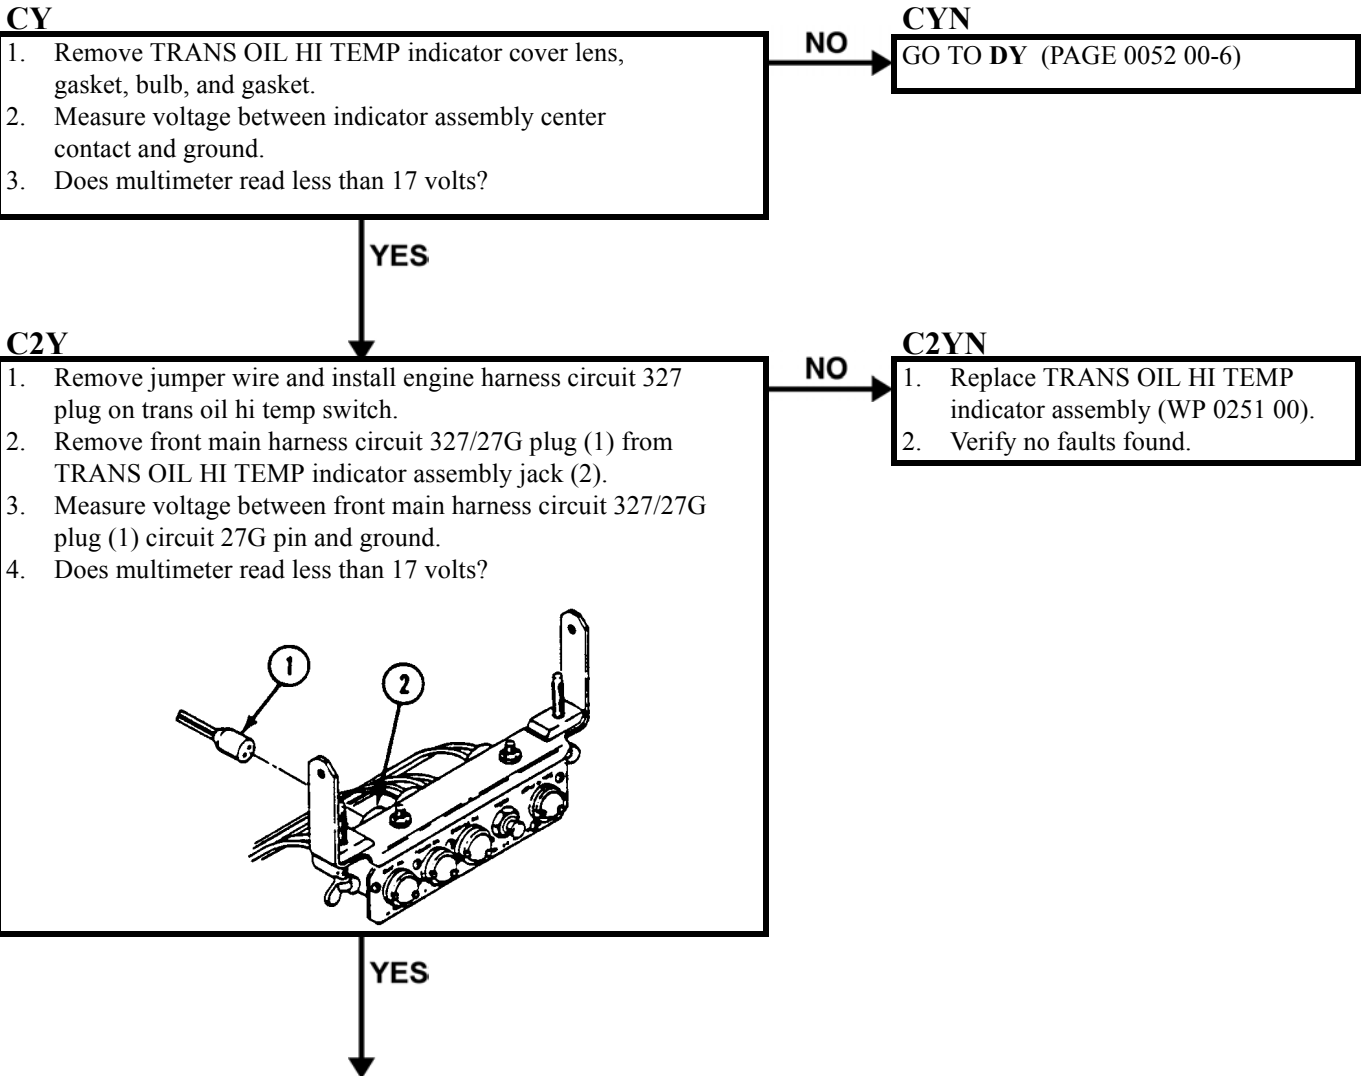 CY
1. Remove TRANS OIL HI TEMP indicator cover lens,
gasket, bulb, and gasket.
2. Measure voltage between indicator assembly center
contact and ground.
3. Does multimeter read less than 17 volts?
NO
CYN
GO TO DY (PAGE 0052 00-6)
YES
C2Y
1. Remove jumper wire and install engine harness circuit 327
plug on trans oil hi temp switch.
2. Remove front main harness circuit 327/27G plug (1) from
TRANS OIL HI TEMP indicator assembly jack (2).
3. Measure voltage between front main harness circuit 327/27G
plug (1) circuit 27G pin and ground.
4. Does multimeter read less than 17 volts?
1
2
NO
C2YN
1. Replace TRANS OIL HI TEMP
indicator assembly (WP 0251 00).
2. Verify no faults found.
YES